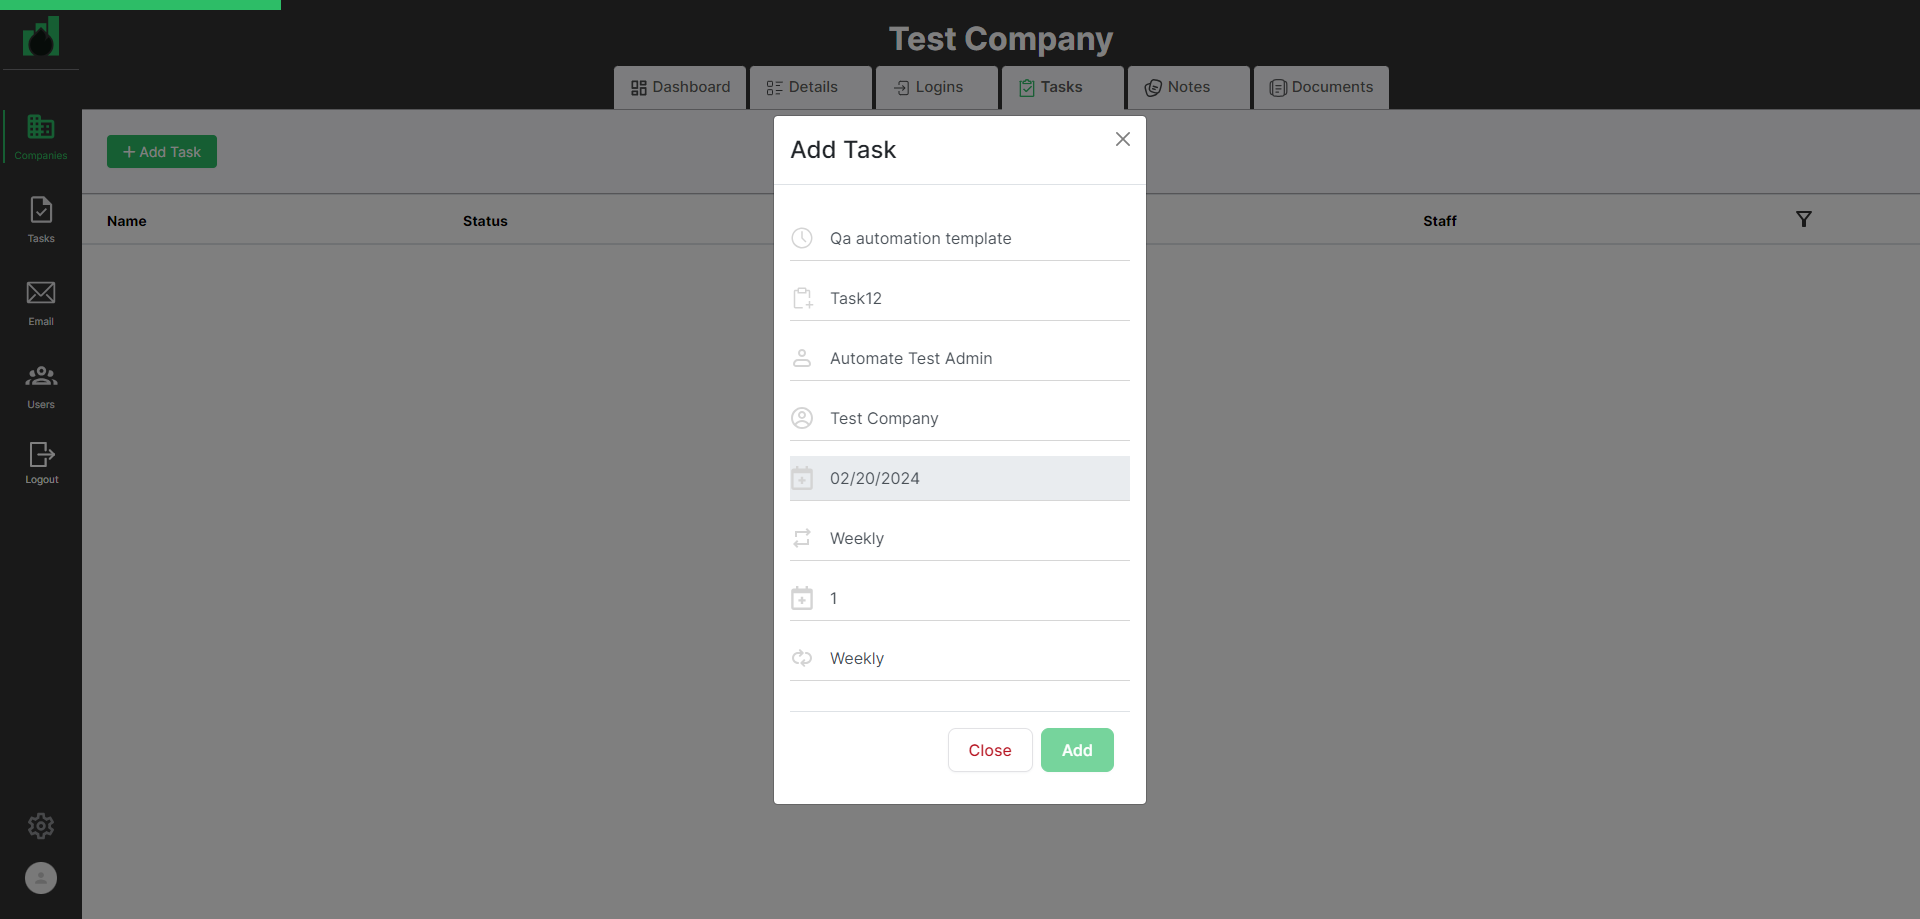 Test Company
Dashboard
Details
Logins
Tasks
Notes
Documents
Companies
Tasks
Email
Users
Logout
+ Add Task
Name
Status
Staff
Add Task
Qa automation template
Task12
Automate Test Admin
Test Company
02/20/2024
Weekly
1
Weekly
Close
Add